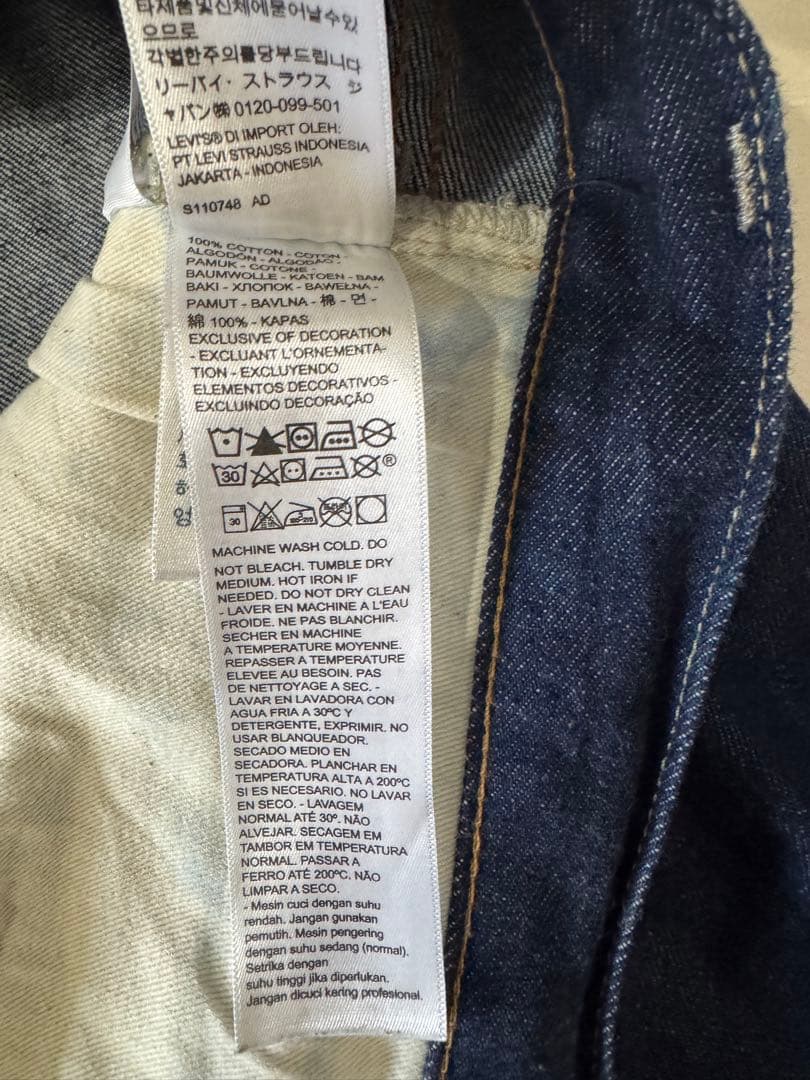 타제품및신체에묻어날수있
으므로
각별한주의를당부드립니다
リーバイ・ストラウス ジ
ャパン㈱ 0120-099-501
LEVI'S® DI IMPORT OLEH:
PT LEVI STRAUSS INDONESIA
JAKARTA - INDONESIA
S110748 AD
100% COTTON - COTON -
ALGODÓN - ALGODÃO -
PAMUK - COTONE -
BAUMWOLLE - KATOEN - BAM
BAKI - ХЛОПОК - BAWEŁNA -
PAMUT - BAVLNA - 棉 - 면 -
綿 100% - KAPAS
EXCLUSIVE OF DECORATION
- EXCLUANT L'ORNEMENTA-
TION - EXCLUYENDO
ELEMENTOS DECORATIVOS -
EXCLUINDO DECORAÇÃO
30
®
30
MACHINE WASH COLD. DO
NOT BLEACH. TUMBLE DRY
MEDIUM. HOT IRON IF
NEEDED. DO NOT DRY CLEAN
- LAVER EN MACHINE A L'EAU
FROIDE. NE PAS BLANCHIR.
SECHER EN MACHINE
A TEMPERATURE MOYENNE.
REPASSER A TEMPERATURE
ELEVEE AU BESOIN. PAS
DE NETTOYAGE A SEC. -
LAVAR EN LAVADORA CON
AGUA FRIA A 30ºC Y
DETERGENTE, EXPRIMIR. NO
USAR BLANQUEADOR.
SECADO MEDIO EN
SECADORA. PLANCHAR EN
TEMPERATURA ALTA A 200ºC
SI ES NECESARIO. NO LAVAR
EN SECO. - LAVAGEM
NORMAL ATÉ 30º. NÃO
ALVEJAR. SECAGEM EM
TAMBOR EM TEMPERATURA
NORMAL. PASSAR A
FERRO ATÉ 200ºC. NÃO
LIMPAR A SECO.
- Mesin cuci dengan suhu
rendah. Jangan gunakan
pemutih. Mesin pengering
dengan suhu sedang (normal).
Setrika dengan
suhu tinggi jika diperlukan.
Jangan dicuci kering profesional.